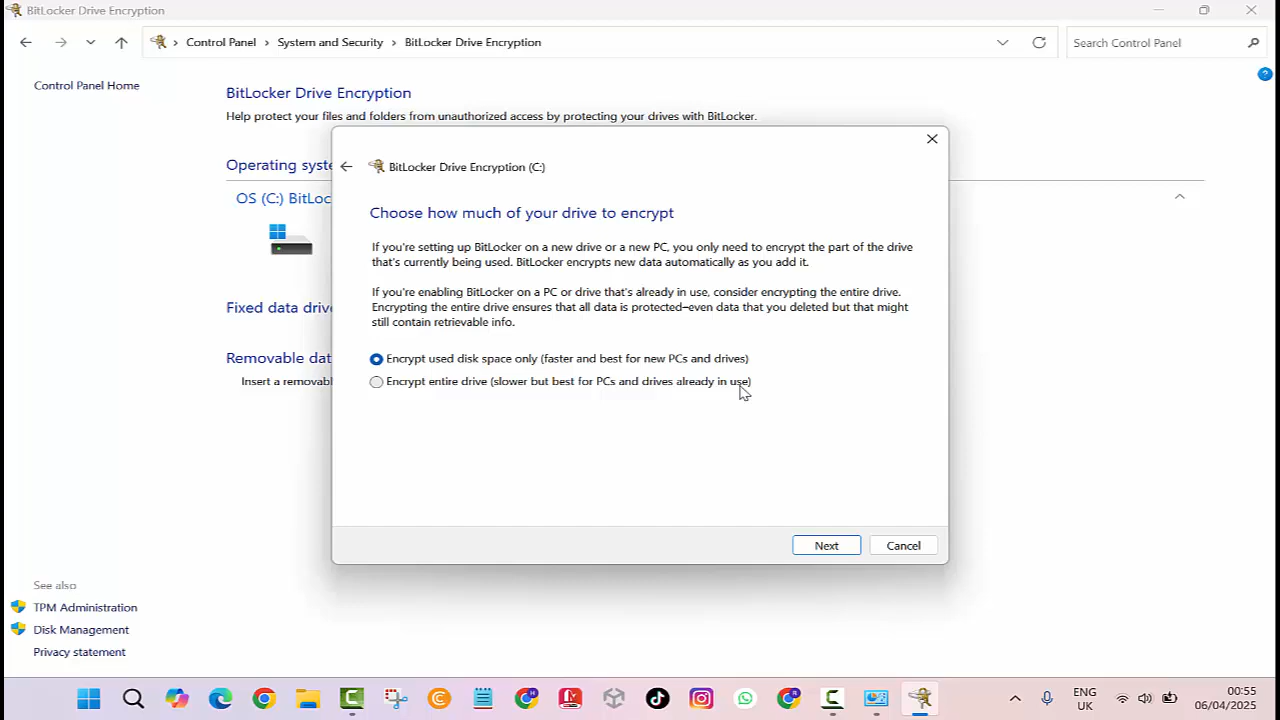 BitLocker Drive Encryption
Control Panel > System and Security > BitLocker Drive Encryption
Search Control Panel
Control Panel Home
BitLocker Drive Encryption
Help protect your files and folders from unauthorized access by protecting your drives with BitLocker.
Operating syste
OS (C:) BitLoc
Fixed data driv
Removable dat
Insert a removab
BitLocker Drive Encryption (C:)
Choose how much of your drive to encrypt
If you're setting up BitLocker on a new drive or a new PC, you only need to encrypt the part of the drive
that's currently being used. BitLocker encrypts new data automatically as you add it.
If you're enabling BitLocker on a PC or drive that's already in use, consider encrypting the entire drive.
Encrypting the entire drive ensures that all data is protected–even data that you deleted but that might
still contain retrievable info.
Encrypt used disk space only (faster and best for new PCs and drives)
Encrypt entire drive (slower but best for PCs and drives already in use)
Next
Cancel
See also
TPM Administration
Disk Management
Privacy statement
ENG
UK
00:55
06/04/2025